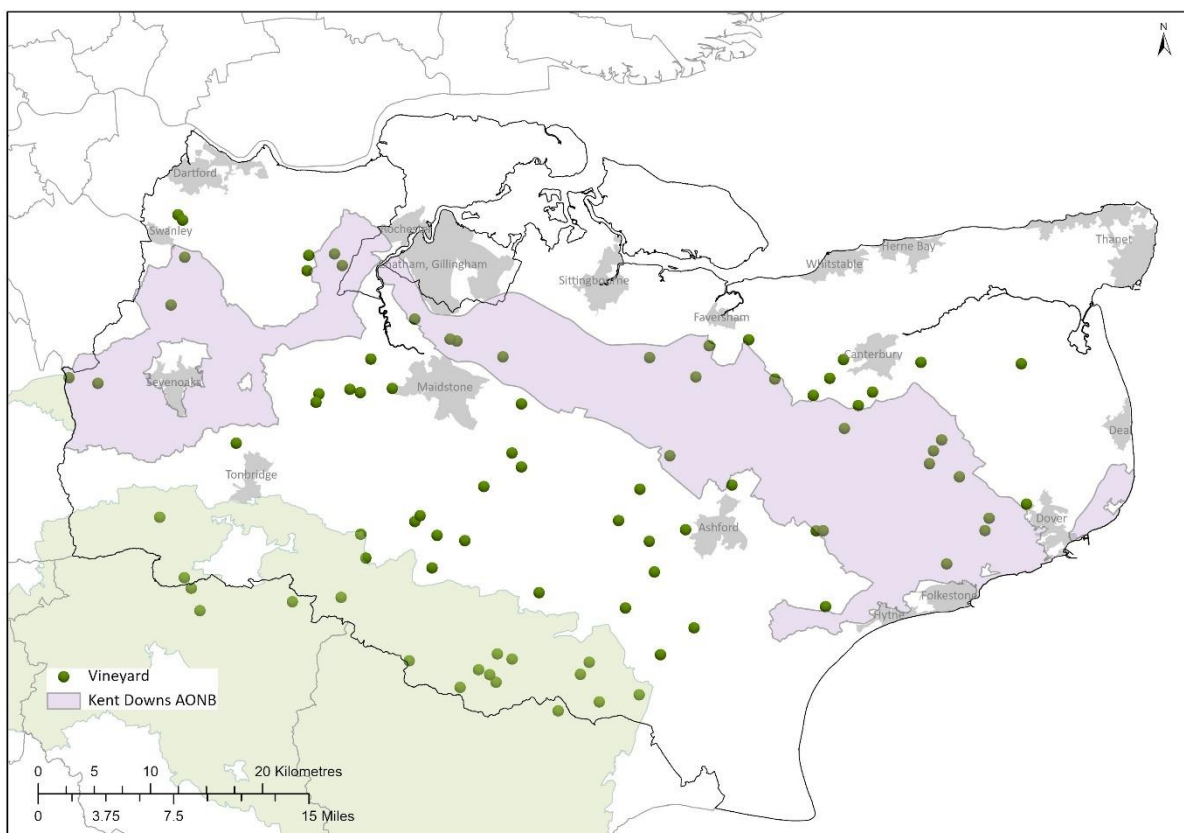 N
Dartford
Swanley
Rochester
Chatham, Gillingham
Sittingbourne
Whitstable
Herne Bay
Thanet
Faversham
Canterbury
Sevenoaks
Maidstone
Deal
Tonbridge
Ashford
Dover
Folkestone
Hythe
Vineyard
Kent Downs AONB
0 5 10 20 Kilometres
0 3.75 7.5 15 Miles